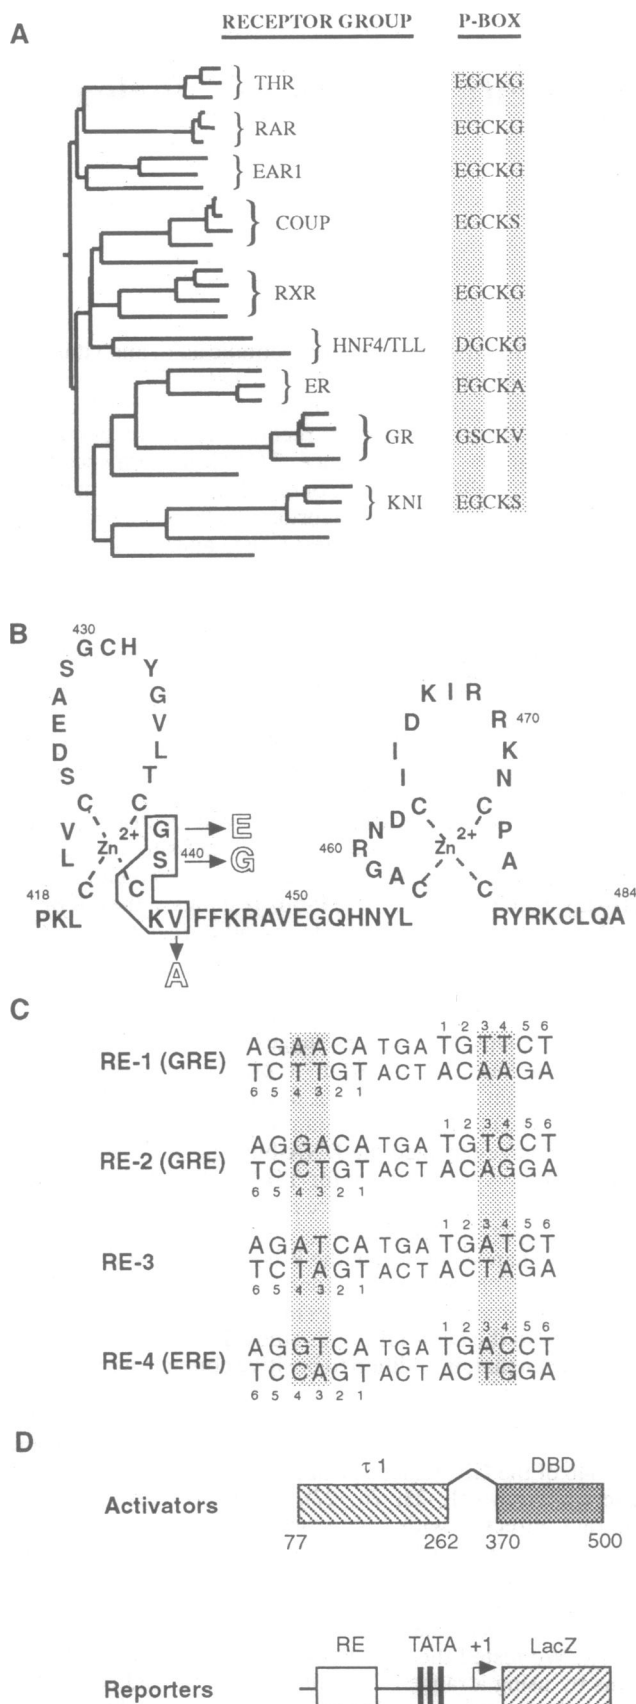 A
RECEPTOR GROUP P-BOX
THR EGCKG
RAR EGCKG
EAR1 EGCKG
COUP EGCKS
RXR EGCKG
HNF4/TLL DGCKG
ER EGCKA
GR GSCKV
KNI EGCKS
B
430
G C H
S Y
A G
E V
D L
S T
C C
V Zn 2+ G E
L S 440 G
C C
418
PKL K V FFKRAVEGQHNYL
A
450
K I R
D R 470
I K
I N
D C C
N P
R 460 Zn 2+ A
G A C C
484
RYRKCLQA
C
1 2 3 4 5 6
RE-1 (GRE) AGAACA TGA TGTTCT
TCTTGT ACT ACAAGA
6 5 4 3 2 1
1 2 3 4 5 6
RE-2 (GRE) AGGACA TGA TGTCCT
TCCTGT ACT ACAGGA
6 5 4 3 2 1
1 2 3 4 5 6
RE-3 AGATCA TGA TGATCT
TCTAGT ACT ACTAGA
6 5 4 3 2 1
1 2 3 4 5 6
RE-4 (ERE) AGGTCA TGA TGACCT
TCCAGT ACT ACTGGA
6 5 4 3 2 1
D
τ 1 DBD
Activators
77 262 370 500
RE TATA +1 LacZ
Reporters